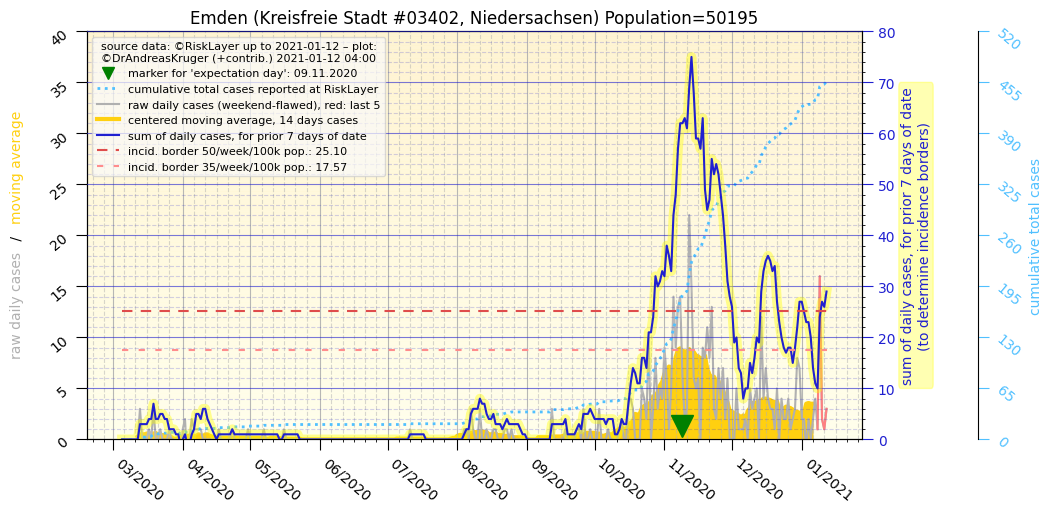 Emden (Kreisfreie Stadt #03402, Niedersachsen) Population=50195
source data: ©RiskLayer up to 2021-01-12 – plot:
©DrAndreasKruger (+contrib.) 2021-01-12 04:00
marker for 'expectation day': 09.11.2020
cumulative total cases reported at RiskLayer
raw daily cases (weekend-flawed), red: last 5
centered moving average, 14 days cases
sum of daily cases, for prior 7 days of date
incid. border 50/week/100k pop.: 25.10
incid. border 35/week/100k pop.: 17.57
raw daily cases / moving average
40
35
30
25
20
15
10
5
0
03/2020
04/2020
05/2020
06/2020
07/2020
08/2020
09/2020
10/2020
11/2020
12/2020
01/2021
80
70
60
50
40
30
20
10
0
sum of daily cases, for prior 7 days of date
(to determine incidence borders)
520
455
390
325
260
195
130
65
0
cumulative total cases